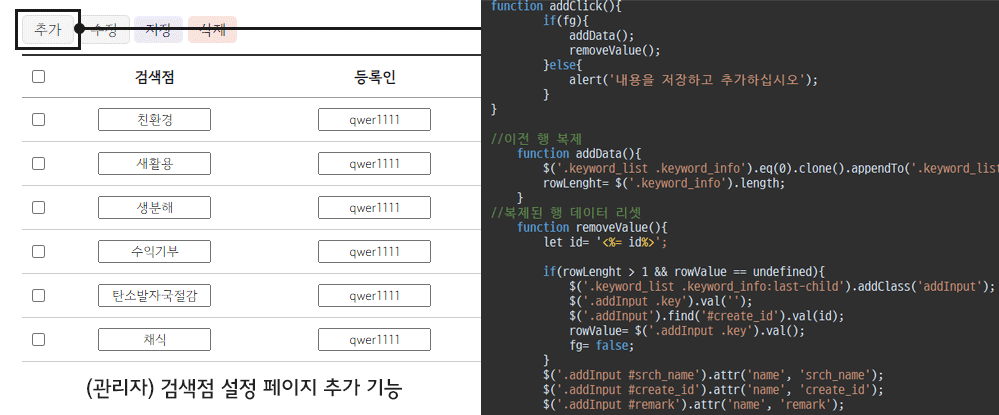 추가 수정 저장 삭제
검색점 등록인
친환경 qwer1111
새활용 qwer1111
생분해 qwer1111
수익기부 qwer1111
탄소발자국절감 qwer1111
채식 qwer1111
(관리자) 검색점 설정 페이지 추가 기능
function addClick(){
if(fg){
addData();
removeValue();
}else{
alert('내용을 저장하고 추가하십시오');
}
}
//이전 행 복제
function addData(){
$('.keyword_list .keyword_info').eq(0).clone().appendTo('.keyword_list
rowLenght= $('.keyword_info').length;
}
//복제된 행 데이터 리셋
function removeValue(){
let id= '<%= id%>';
if(rowLenght > 1 && rowValue == undefined){
$('.keyword_list .keyword_info:last-child').addClass('addInput');
$('.addInput .key').val('');
$('.addInput').find('#create_id').val(id);
rowValue= $('.addInput .key').val();
fg= false;
}
$('.addInput #srch_name').attr('name', 'srch_name');
$('.addInput #create_id').attr('name', 'create_id');
$('.addInput #remark').attr('name', 'remark');